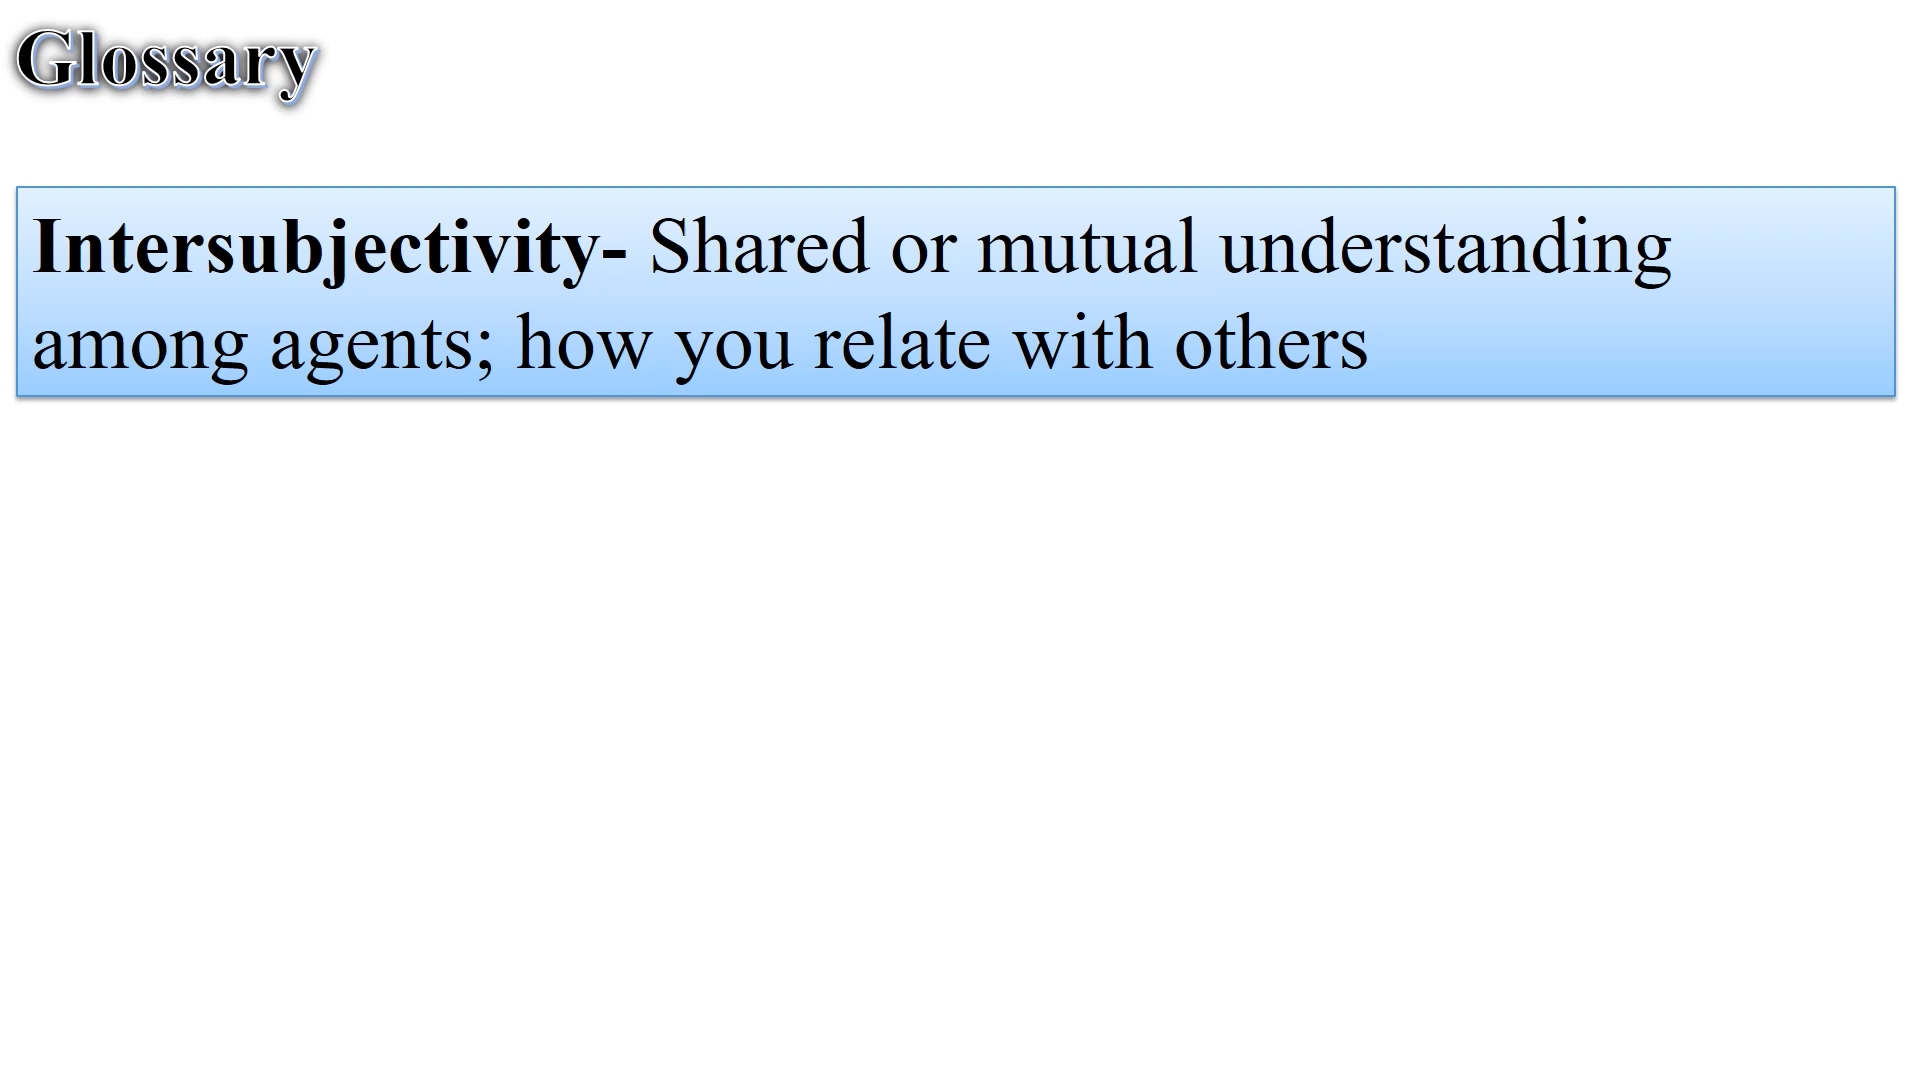 Glossary
Intersubjectivity- Shared or mutual understanding
among agents; how you relate with others